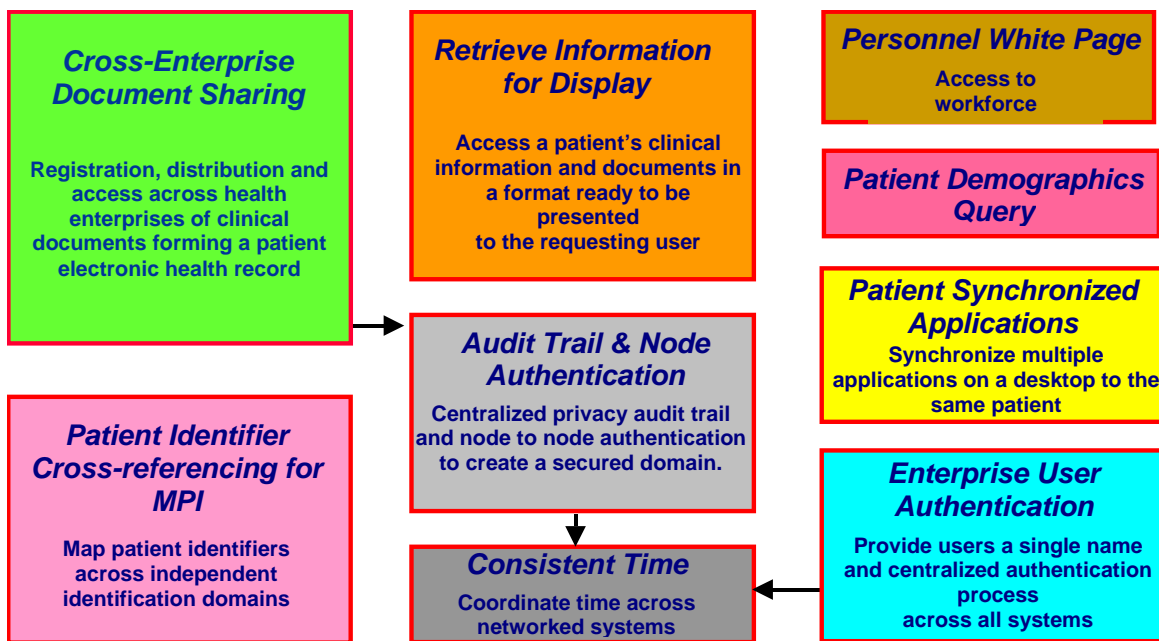 Cross-Enterprise
Document Sharing
Registration, distribution and
access across health
enterprises of clinical
documents forming a patient
electronic health record
Patient Identifier
Cross-referencing for
MPI
Map patient identifiers
across independent
identification domains
Retrieve Information
for Display
Access a patient’s clinical
information and documents in
a format ready to be
presented
to the requesting user
Audit Trail & Node
Authentication
Centralized privacy audit trail
and node to node authentication
to create a secured domain.
Consistent Time
Coordinate time across
networked systems
Personnel White Page
Access to
workforce
Patient Demographics
Query
Patient Synchronized
Applications
Synchronize multiple
applications on a desktop to the
same patient
Enterprise User
Authentication
Provide users a single name
and centralized authentication
process
across all systems